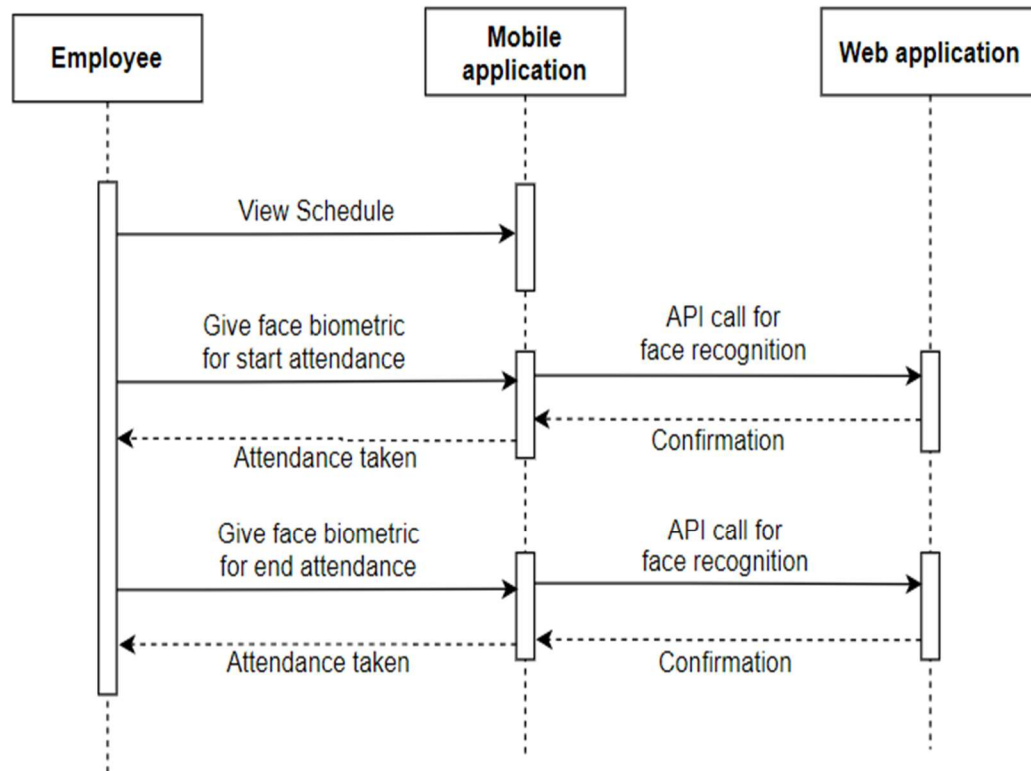 Employee
Mobile
application
Web application
View Schedule
Give face biometric
for start attendance
API call for
face recognition
Confirmation
Attendance taken
Give face biometric
for end attendance
API call for
face recognition
Attendance taken
Confirmation